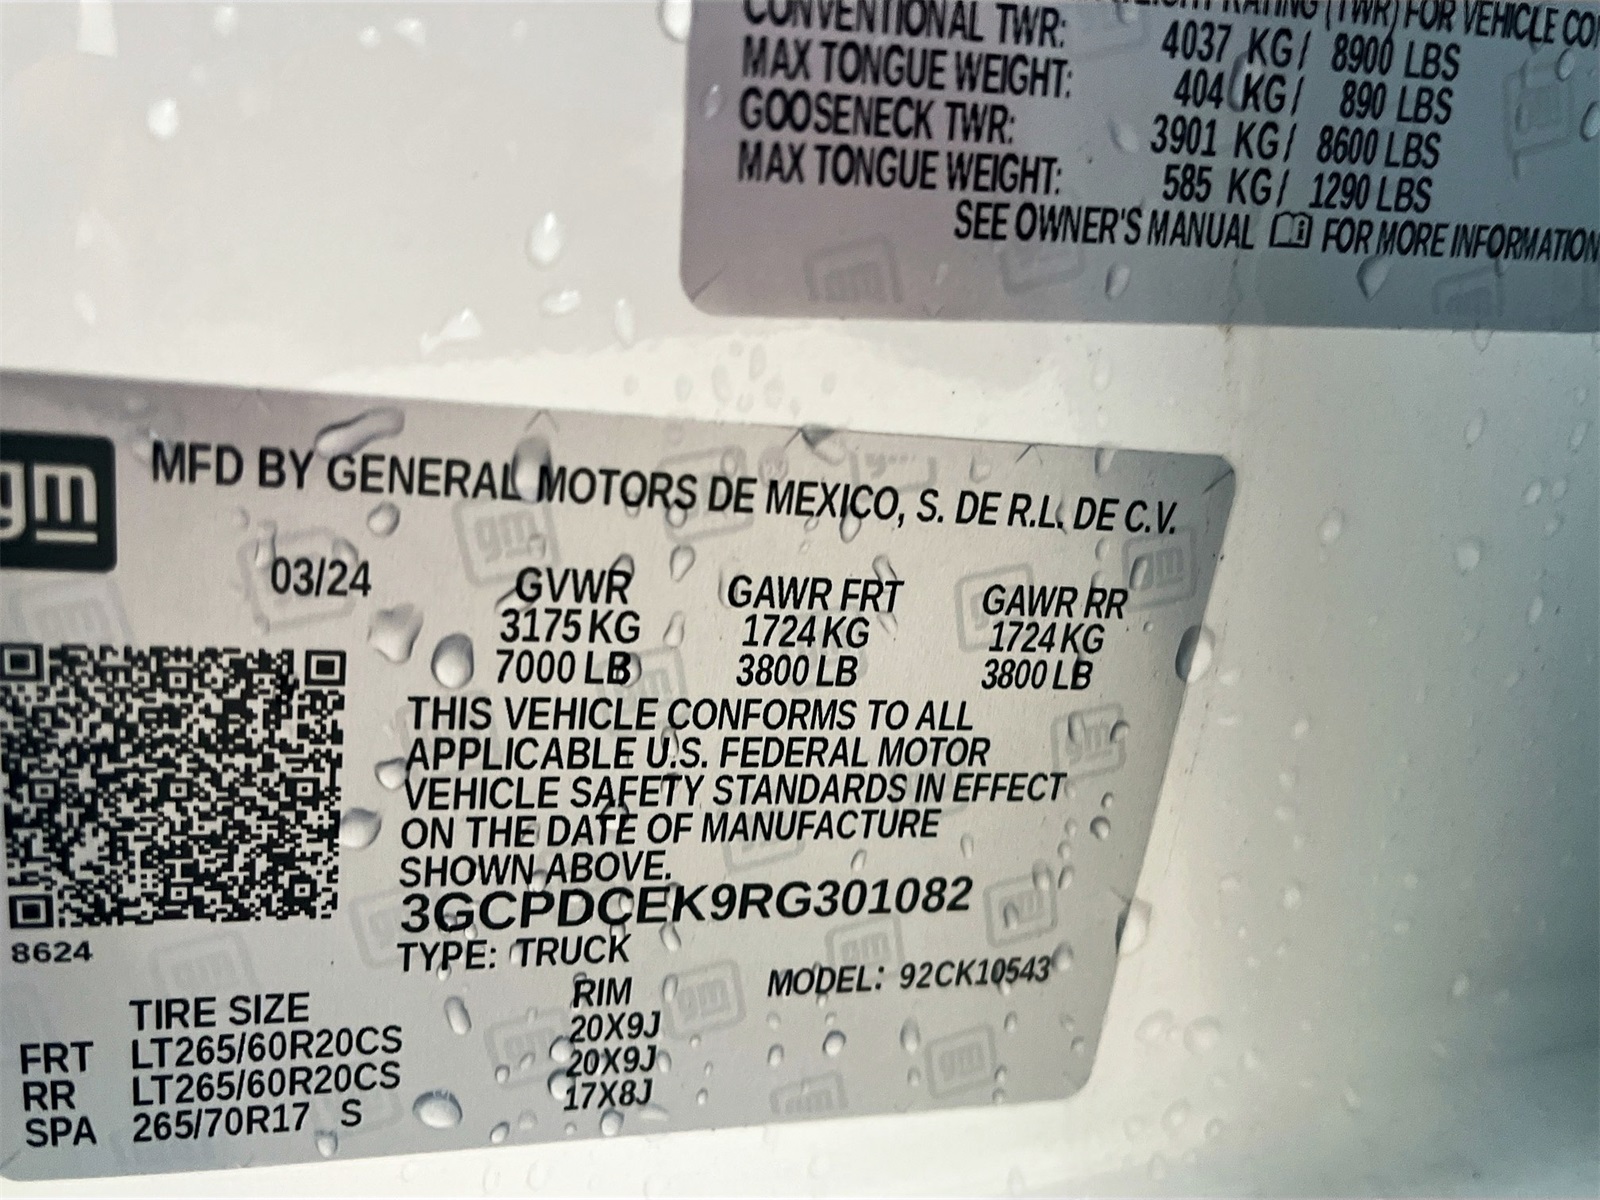 RATING (TWR) FOR VEHICLE
CONVENTIONAL TWR: 4037 KG/ 8900 LBS
MAX TONGUE WEIGHT: 404 KG/ 890 LBS
GOOSENECK TWR: 3901 KG/ 8600 LBS
MAX TONGUE WEIGHT: 585 KG/ 1290 LBS
SEE OWNER'S MANUAL FOR MORE INFORMATION
gm
MFD BY GENERAL MOTORS DE MEXICO, S. DE R.L. DE C.V.
03/24 GVWR GAWR FRT GAWR RR
3175 KG 1724 KG 1724 KG
7000 LB 3800 LB 3800 LB
THIS VEHICLE CONFORMS TO ALL
APPLICABLE U.S. FEDERAL MOTOR
VEHICLE SAFETY STANDARDS IN EFFECT
ON THE DATE OF MANUFACTURE
SHOWN ABOVE.
3GCPDCEK9RG301082
8624
TYPE: TRUCK MODEL: 92CK10543
TIRE SIZE RIM
FRT LT265/60R20CS 20X9J
RR LT265/60R20CS 20X9J
SPA 265/70R17 S 17X8J